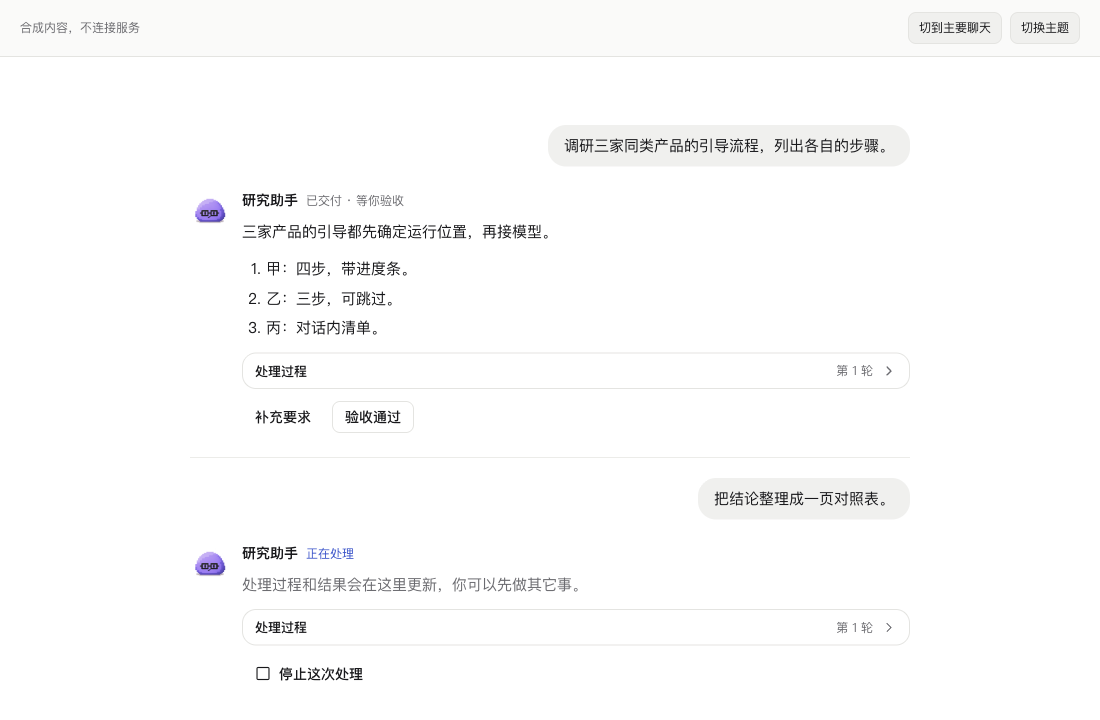 合成内容，不连接服务
切到主要聊天
切换主题
调研三家同类产品的引导流程，列出各自的步骤。
研究助手 已交付 · 等你验收
三家产品的引导都先确定运行位置，再接模型。
1. 甲：四步，带进度条。
2. 乙：三步，可跳过。
3. 丙：对话内清单。
处理过程 第 1 轮
补充要求 验收通过
把结论整理成一页对照表。
研究助手 正在处理
处理过程和结果会在这里更新，你可以先做其它事。
处理过程 第 1 轮
停止这次处理